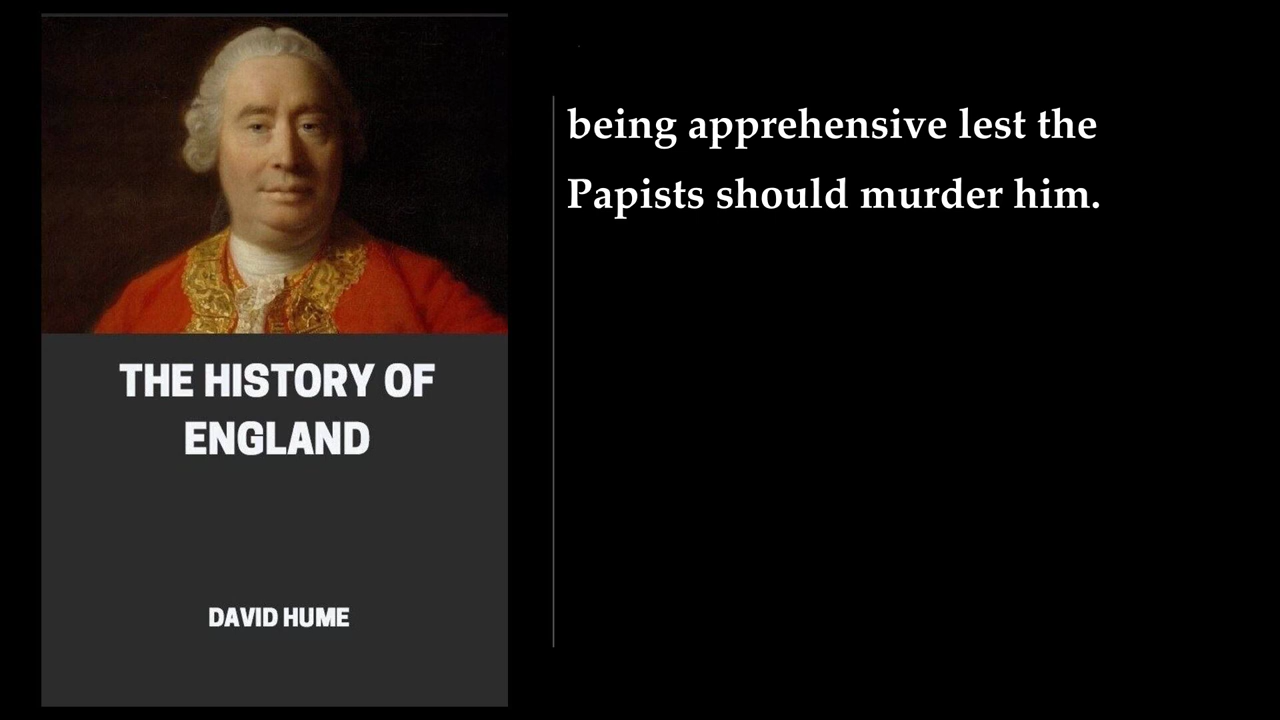 THE HISTORY OF
ENGLAND
DAVID HUME
being apprehensive lest the
Papists should murder him.